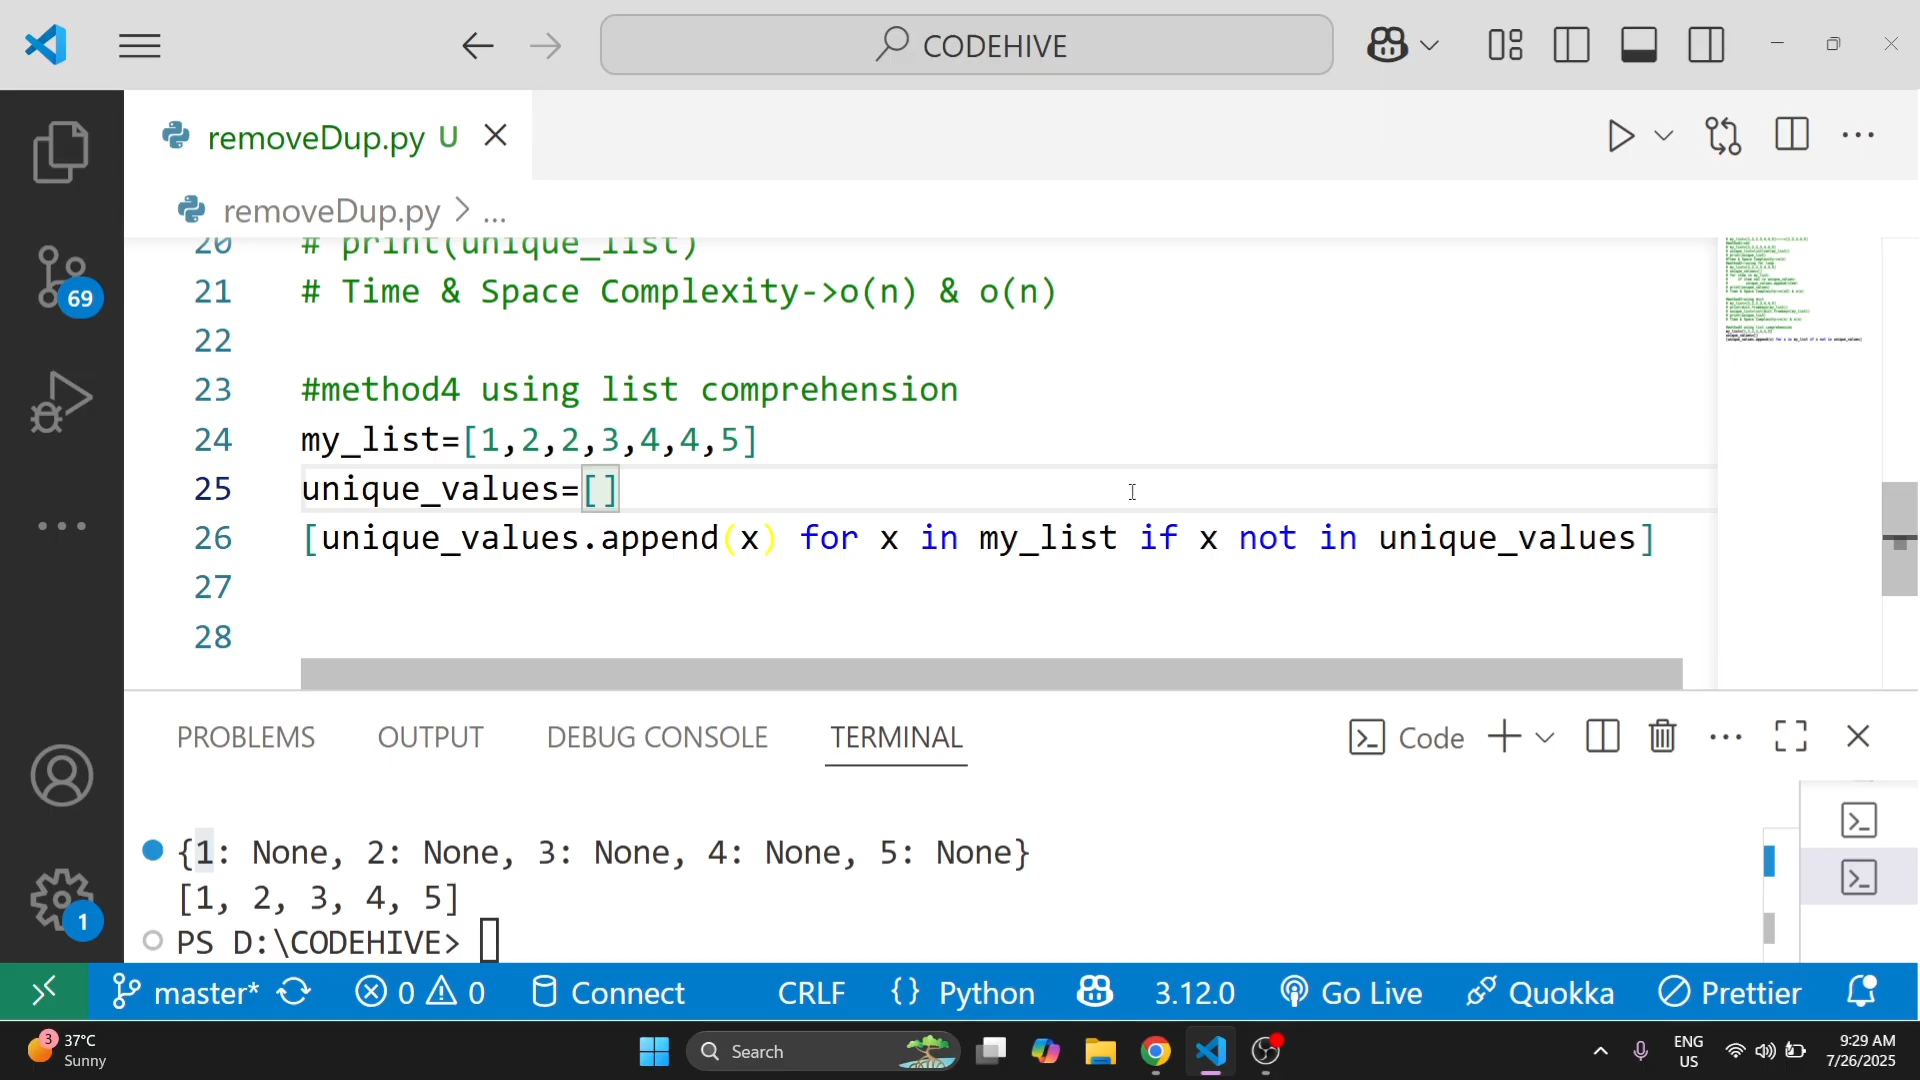 CODEHIVE
removeDup.py U
removeDup.py > ...
20 # print(unique_list)
21 # Time & Space Complexity->o(n) & o(n)
22
23 #method4 using list comprehension
24 my_list=[1,2,2,3,4,4,5]
25 unique_values=[]
26 [unique_values.append(x) for x in my_list if x not in unique_values]
27
28
69
1
PROBLEMS OUTPUT DEBUG CONSOLE TERMINAL Code
{1: None, 2: None, 3: None, 4: None, 5: None}
[1, 2, 3, 4, 5]
PS D:\CODEHIVE>
master* 0 0 Connect CRLF {} Python 3.12.0 Go Live Quokka Prettier
3 37°C
Sunny
Search
ENG
US
9:29 AM
7/26/2025